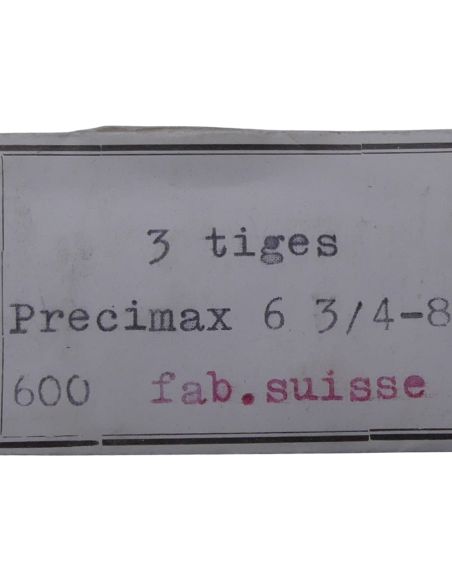 3 tiges
Precimax 6 3/4-8
600 fab.suisse